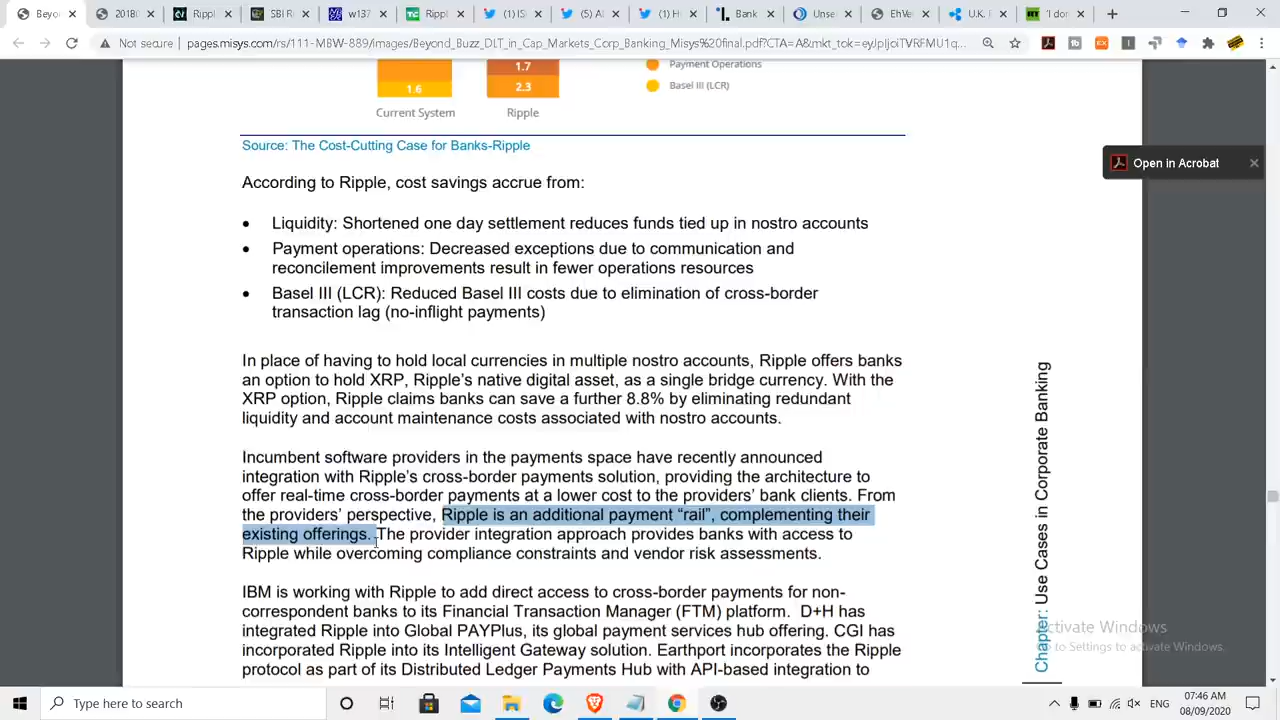 Beyo
201B
Rippl
SBI R
W137
Rippl
(5) A
(5) N
(1) H
Bank
Unse
EhVe
U.K.
"I don
Not secure | pages.misys.com/rs/111-MIW-899/images/Beyond_Buzz_DLT_in_Cap_Markets_Corp_Banking_Misys%20final.pdf?CTA=A&mkt_tok=eyJpIjoiTVRFMU1q...
1.7
1.6
2.3
Payment Operations
Basel III (LCR)
Current System
Ripple
Source: The Cost-Cutting Case for Banks-Ripple
Open in Acrobat
According to Ripple, cost savings accrue from:
• Liquidity: Shortened one day settlement reduces funds tied up in nostro accounts
• Payment operations: Decreased exceptions due to communication and
reconcilement improvements result in fewer operations resources
• Basel III (LCR): Reduced Basel III costs due to elimination of cross-border
transaction lag (no-inflight payments)
In place of having to hold local currencies in multiple nostro accounts, Ripple offers banks
an option to hold XRP, Ripple's native digital asset, as a single bridge currency. With the
XRP option, Ripple claims banks can save a further 8.8% by eliminating redundant
liquidity and account maintenance costs associated with nostro accounts.
Incumbent software providers in the payments space have recently announced
integration with Ripple's cross-border payments solution, providing the architecture to
offer real-time cross-border payments at a lower cost to the providers' bank clients. From
the providers' perspective, Ripple is an additional payment “rail”, complementing their
existing offerings. The provider integration approach provides banks with access to
Ripple while overcoming compliance constraints and vendor risk assessments.
IBM is working with Ripple to add direct access to cross-border payments for non-
correspondent banks to its Financial Transaction Manager (FTM) platform. D+H has
integrated Ripple into Global PAYPlus, its global payment services hub offering. CGI has
incorporated Ripple into its Intelligent Gateway solution. Earthport incorporates the Ripple
protocol as part of its Distributed Ledger Payments Hub with API-based integration to
Chapter: Use Cases in Corporate Banking
Activate Windows
Go to Settings to activate Windows.
Type here to search
ENG
07:46 AM
08/09/2020